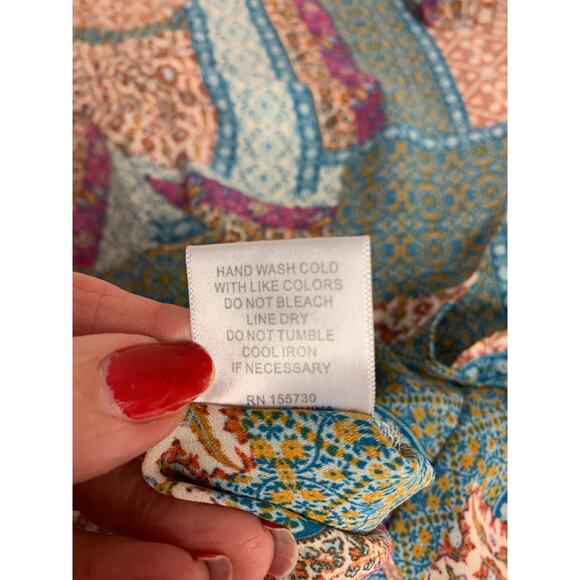 HAND WASH COLD
WITH LIKE COLORS
DO NOT BLEACH
LINE DRY
DO NOT TUMBLE
COOL IRON
IF NECESSARY
RN 155730